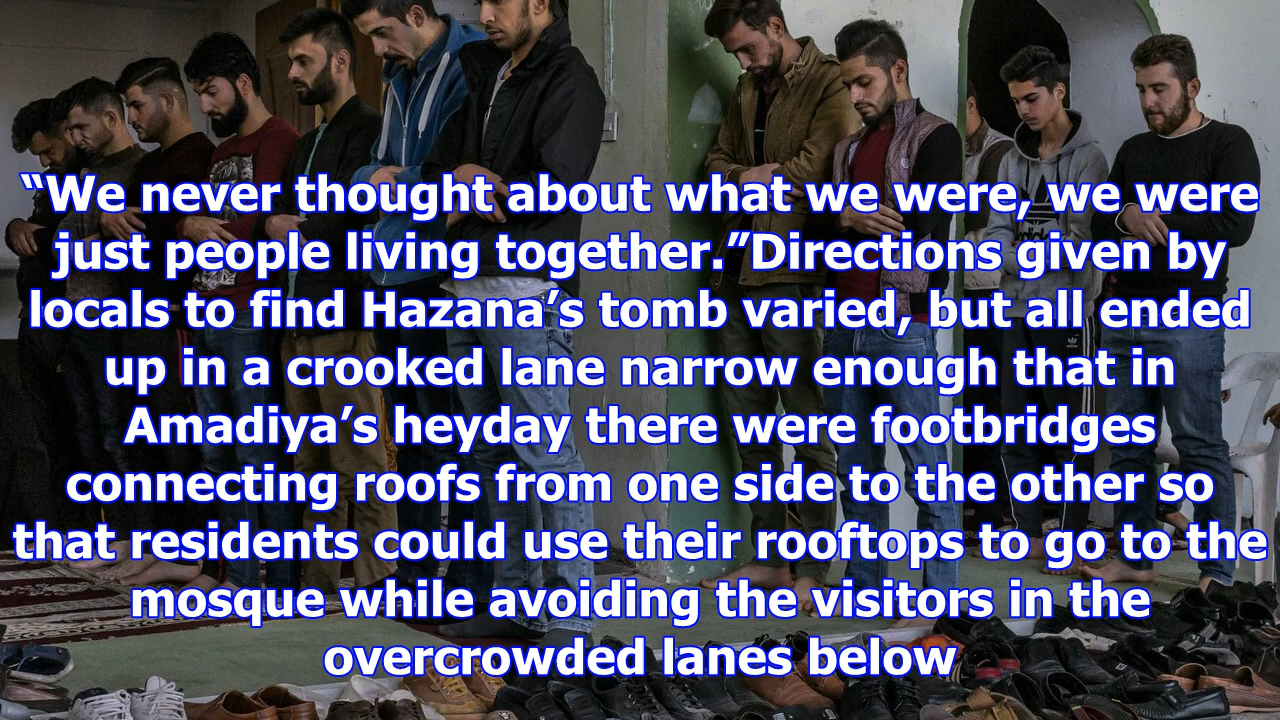 “We never thought about what we were, we were
just people living together.”Directions given by
locals to find Hazana’s tomb varied, but all ended
up in a crooked lane narrow enough that in
Amadiya’s heyday there were footbridges
connecting roofs from one side to the other so
that residents could use their rooftops to go to the
mosque while avoiding the visitors in the
overcrowded lanes below
adidas